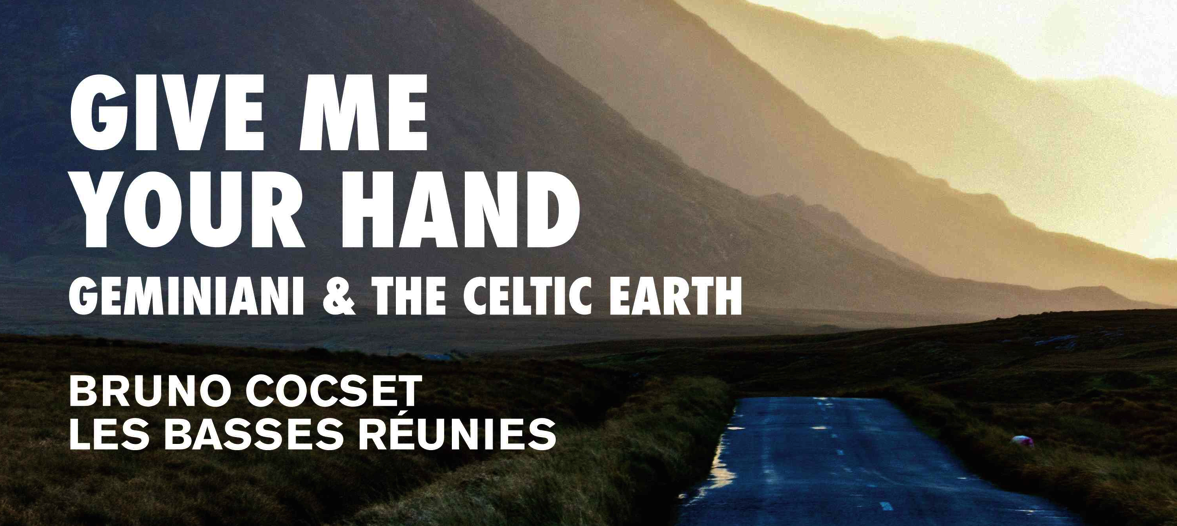 GIVE ME
YOUR HAND
GEMINIANI & THE CELTIC EARTH
BRUNO COCSET
LES BASSES RÉUNIES